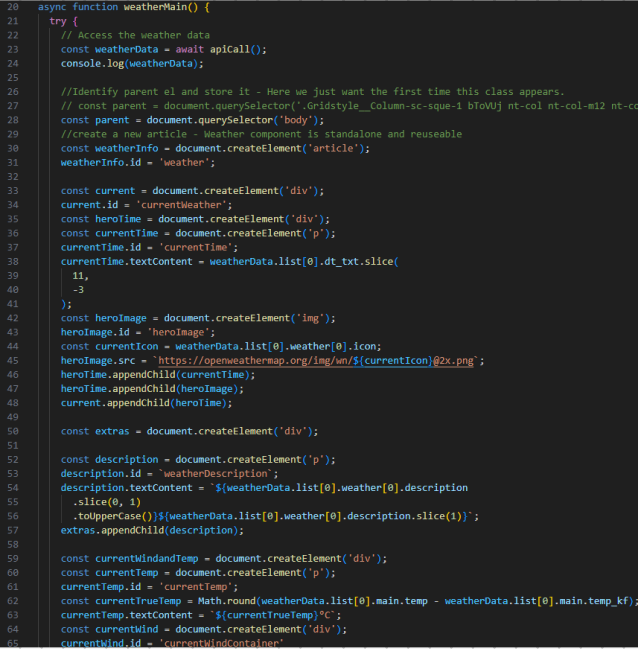 20 async function weatherMain() {
21 try {
22 // Access the weather data
23 const weatherData = await apiCall();
24 console.log(weatherData);
25
26 //Identify parent el and store it - Here we just want the first time this class appears.
27 // const parent = document.querySelector('.Gridstyle__Column-sc-sque-1 bToVUj nt-col nt-col-m12 nt-co
28 const parent = document.querySelector('body');
29 //create a new article - Weather component is standalone and reuseable
30 const weatherInfo = document.createElement('article');
31 weatherInfo.id = 'weather';
32
33 const current = document.createElement('div');
34 current.id = 'currentWeather';
35 const heroTime = document.createElement('div');
36 const currentTime = document.createElement('p');
37 currentTime.id = 'currentTime';
38 currentTime.textContent = weatherData.list[0].dt_txt.slice(
39 11,
40 -3
41 );
42 const heroImage = document.createElement('img');
43 heroImage.id = 'heroImage';
44 const currentIcon = weatherData.list[0].weather[0].icon;
45 heroImage.src = `https://openweathermap.org/img/wn/${currentIcon}@2x.png`;
46 heroTime.appendChild(currentTime);
47 heroTime.appendChild(heroImage);
48 current.appendChild(heroTime);
49
50 const extras = document.createElement('div');
51
52 const description = document.createElement('p');
53 description.id = `weatherDescription`;
54 description.textContent = `${weatherData.list[0].weather[0].description
55 .slice(0, 1)
56 .toUpperCase()}${weatherData.list[0].weather[0].description.slice(1)}`;
57 extras.appendChild(description);
58
59 const currentWindandTemp = document.createElement('div');
60 const currentTemp = document.createElement('p');
61 currentTemp.id = 'currentTemp';
62 const currentTrueTemp = Math.round(weatherData.list[0].main.temp - weatherData.list[0].main.temp_kf);
63 currentTemp.textContent = `${currentTrueTemp}°C`;
64 const currentWind = document.createElement('div');
65 currentWind.id = 'currentWindContainer'